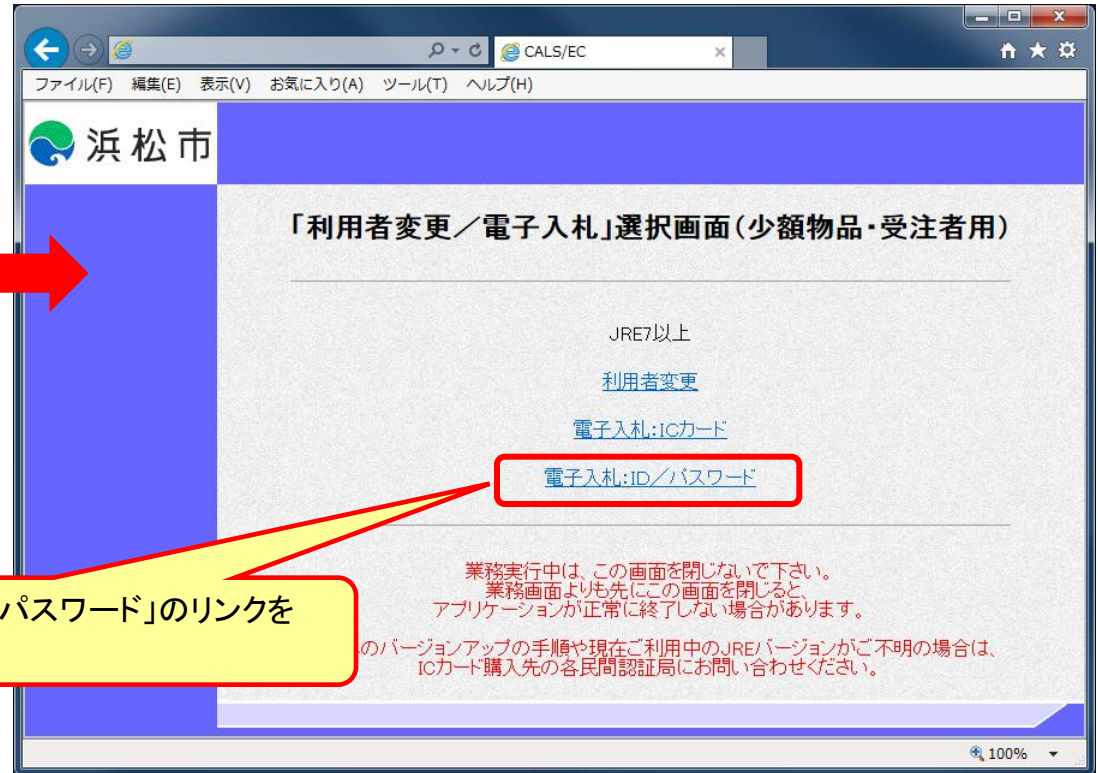 CALS/EC
ファイル(F) 編集(E) 表示(V) お気に入り(A) ツール(T) ヘルプ(H)
浜松市
「利用者変更／電子入札」選択画面(少額物品・受注者用)
JRE7以上
利用者変更
電子入札:ICカード
電子入札:ID／パスワード
業務実行中は、この画面を閉じないで下さい。
業務画面よりも先にこの画面を閉じると、
アプリケーションが正常に終了しない場合があります。
パスワード」のリンクを
のバージョンアップの手順や現在ご利用中のJREバージョンがご不明の場合は、
ICカード購入先の各民間認証局にお問い合わせください。
100%